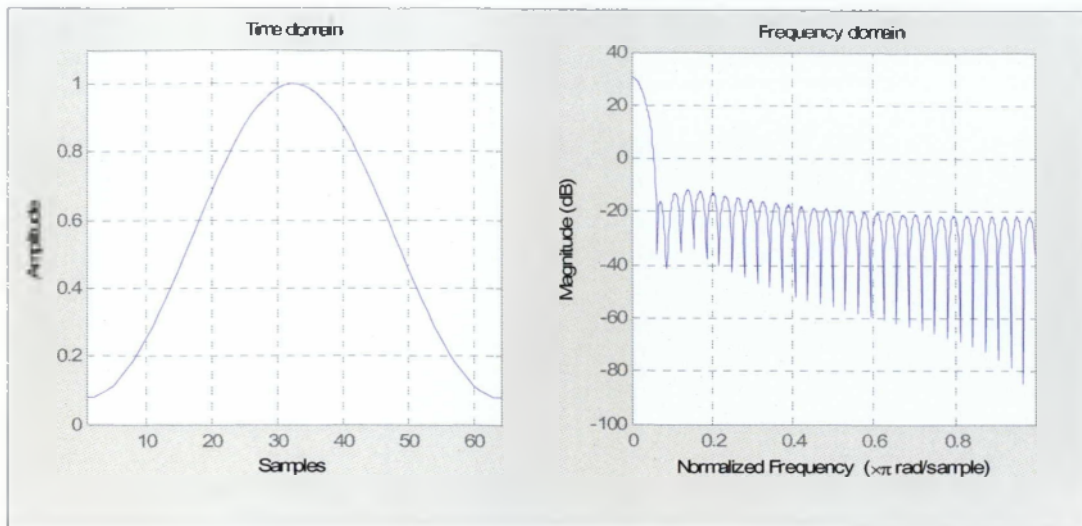 Time domain
1
0.8
0.6
0.4
0.2
0
Amplitude
10 20 30 40 50 60
Samples
Frequency domain
40
20
0
-20
-40
-60
-80
-100
Magnitude (dB)
0 0.2 0.4 0.6 0.8
Normalized Frequency (×π rad/sample)